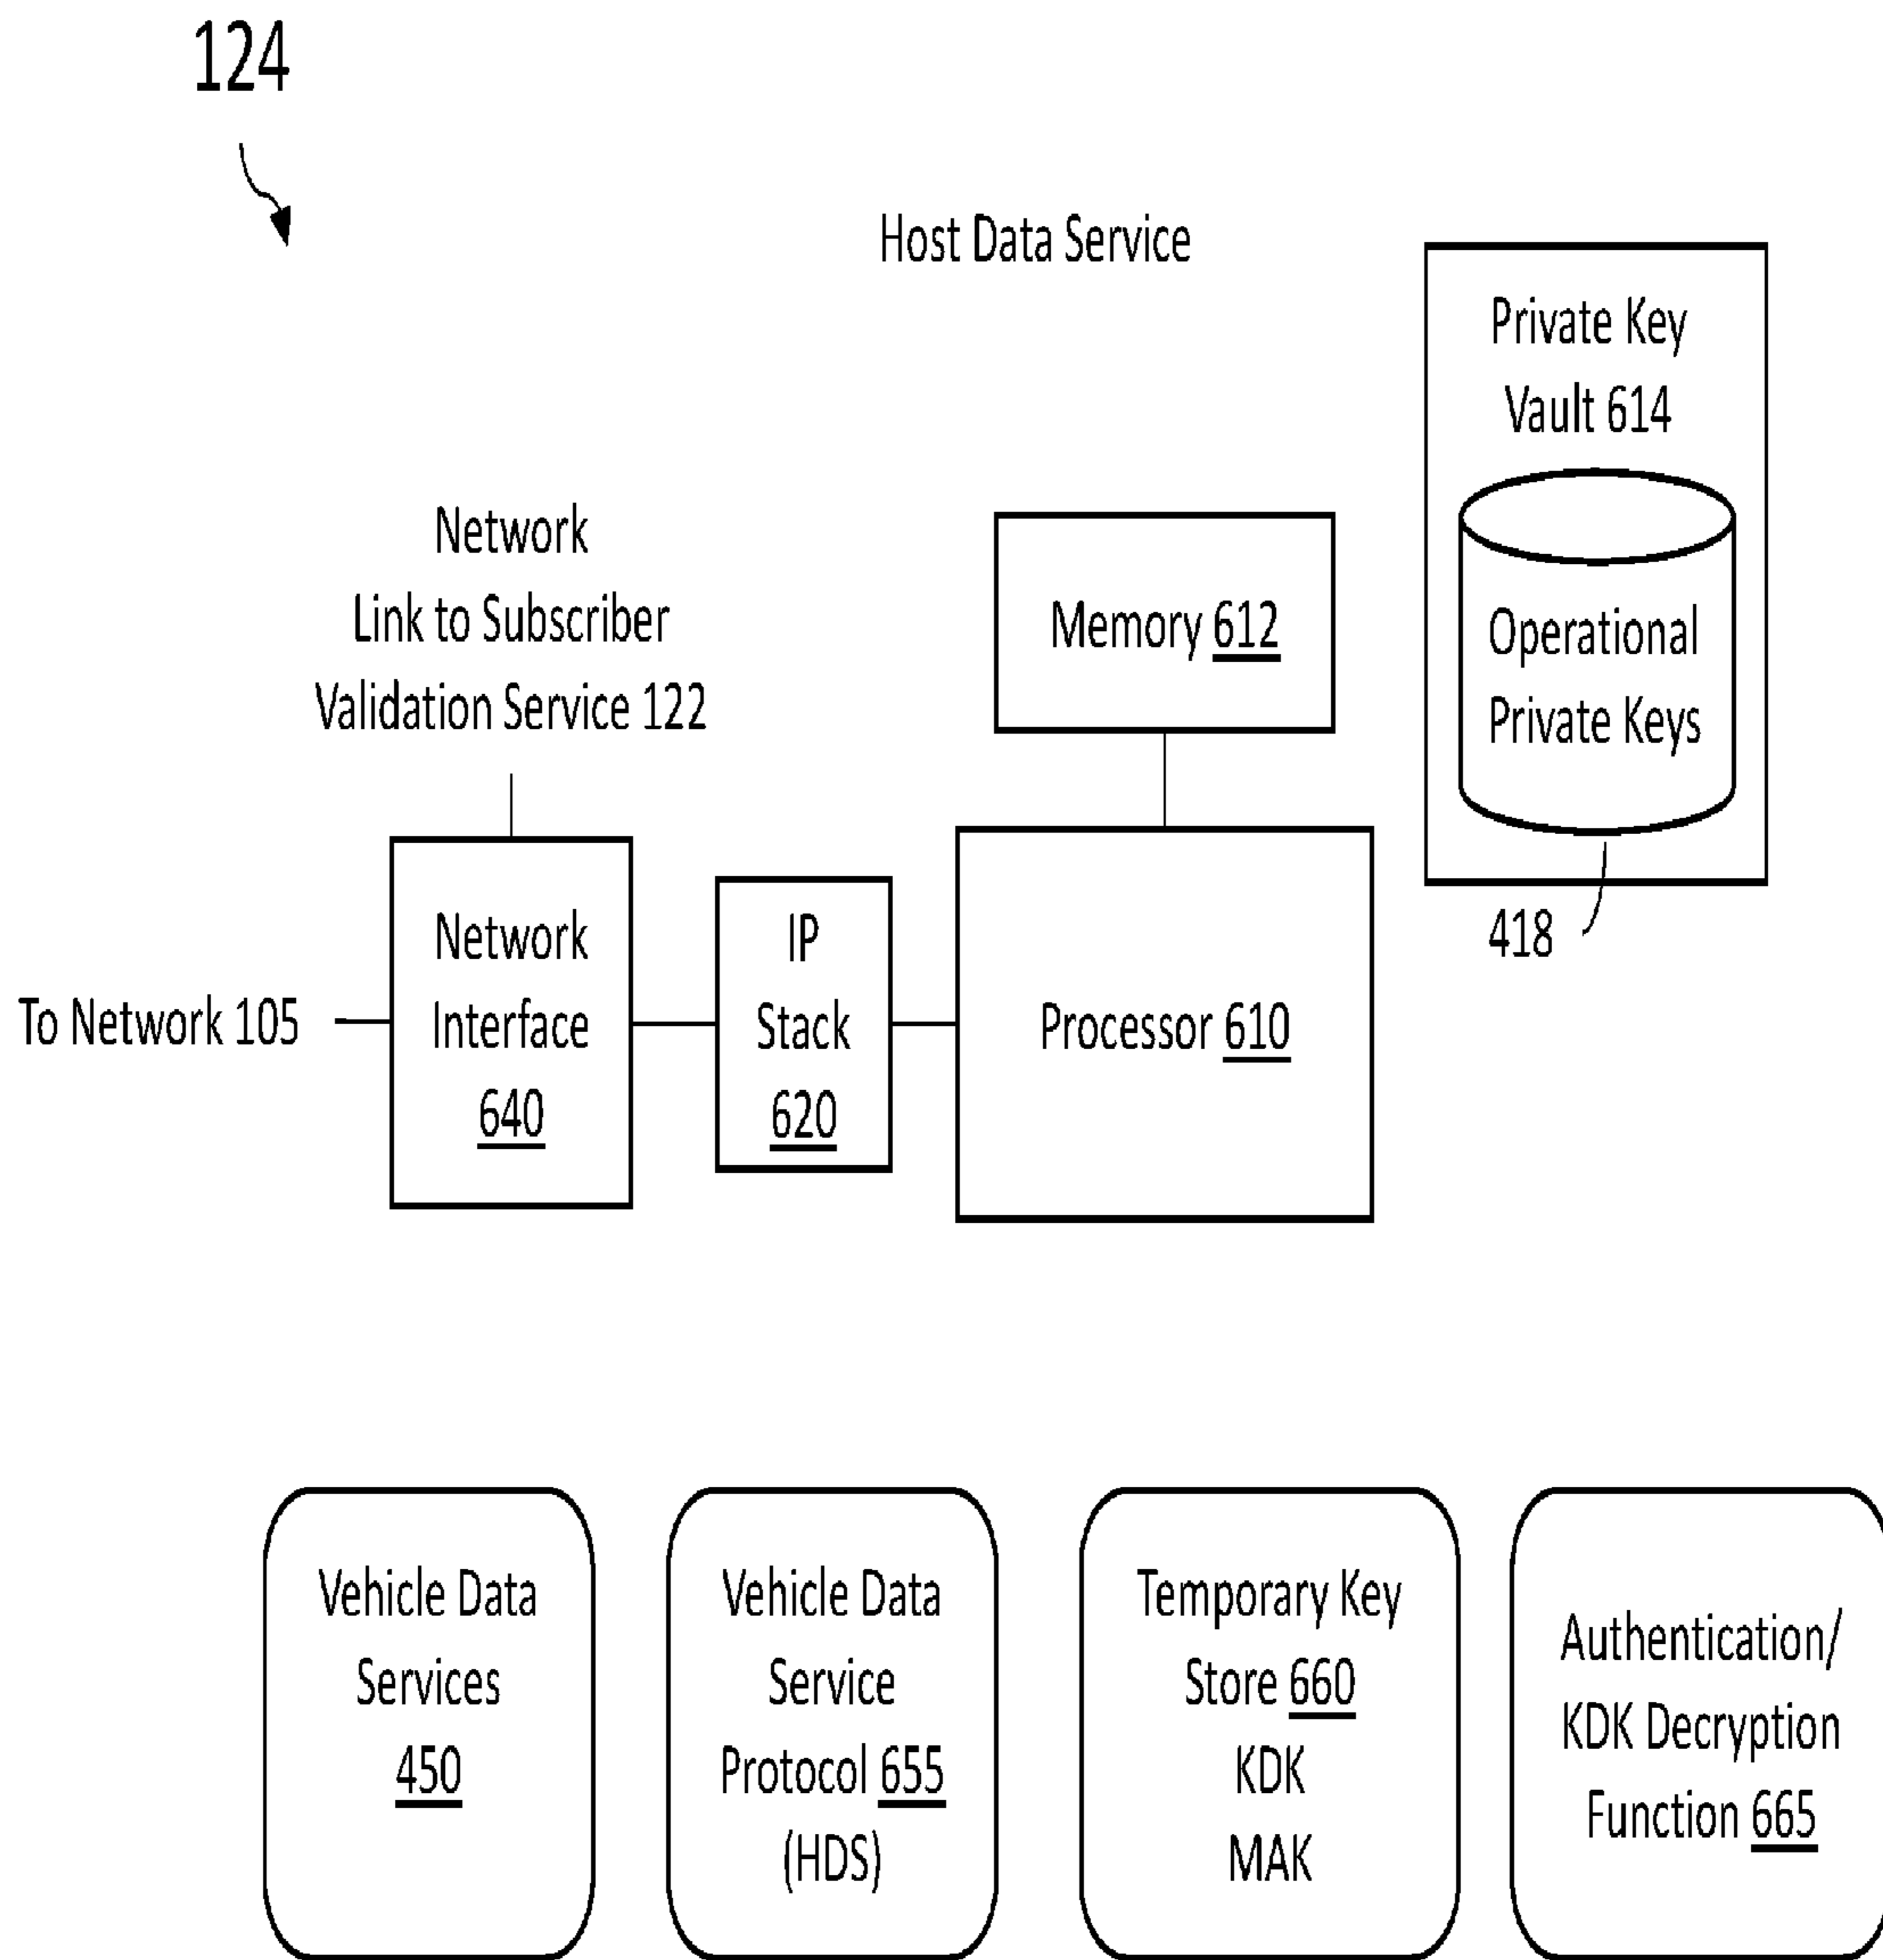 124
Host Data Service
Private Key
Vault 614
Operational
Private Keys
418
Network
Link to Subscriber
Validation Service 122
Memory 612
To Network 105
Network
Interface
640
IP
Stack
620
Processor 610
Vehicle Data
Services
450
Vehicle Data
Service
Protocol 655
(HDS)
Temporary Key
Store 660
KDK
MAK
Authentication/
KDK Decryption
Function 665